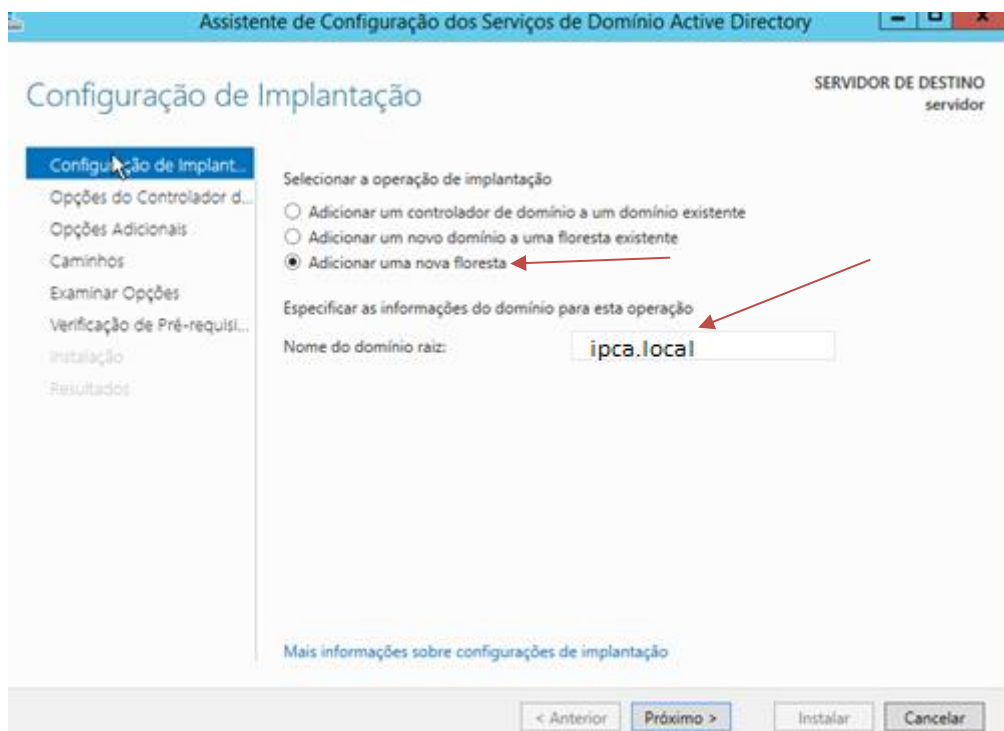 Assistente de Configuração dos Serviços de Domínio Active Directory
Configuração de Implantação
SERVIDOR DE DESTINO
servidor
Configuração de Implant...
Opções do Controlador d...
Opções Adicionais
Caminhos
Examinar Opções
Verificação de Pré-requisi...
Instalação
Resultados
Selecionar a operação de implantação
Adicionar um controlador de domínio a um domínio existente
Adicionar um novo domínio a uma floresta existente
Adicionar uma nova floresta
Especificar as informações do domínio para esta operação
Nome do domínio raiz: ipca.local
Mais informações sobre configurações de implantação
< Anterior Próximo > Instalar Cancelar